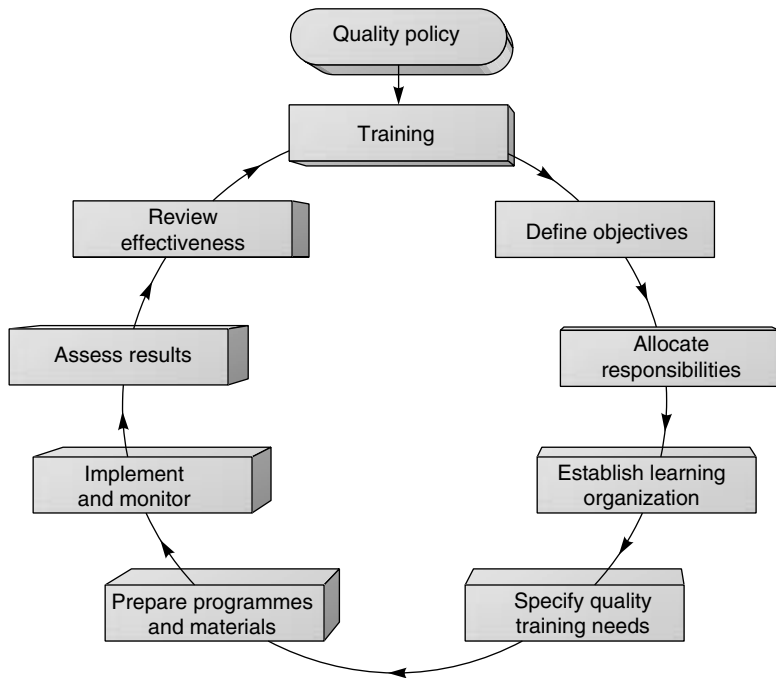 Quality policy
Training
Define objectives
Allocate
responsibilities
Establish learning
organization
Specify quality
training needs
Prepare programmes
and materials
Implement
and monitor
Assess results
Review
effectiveness